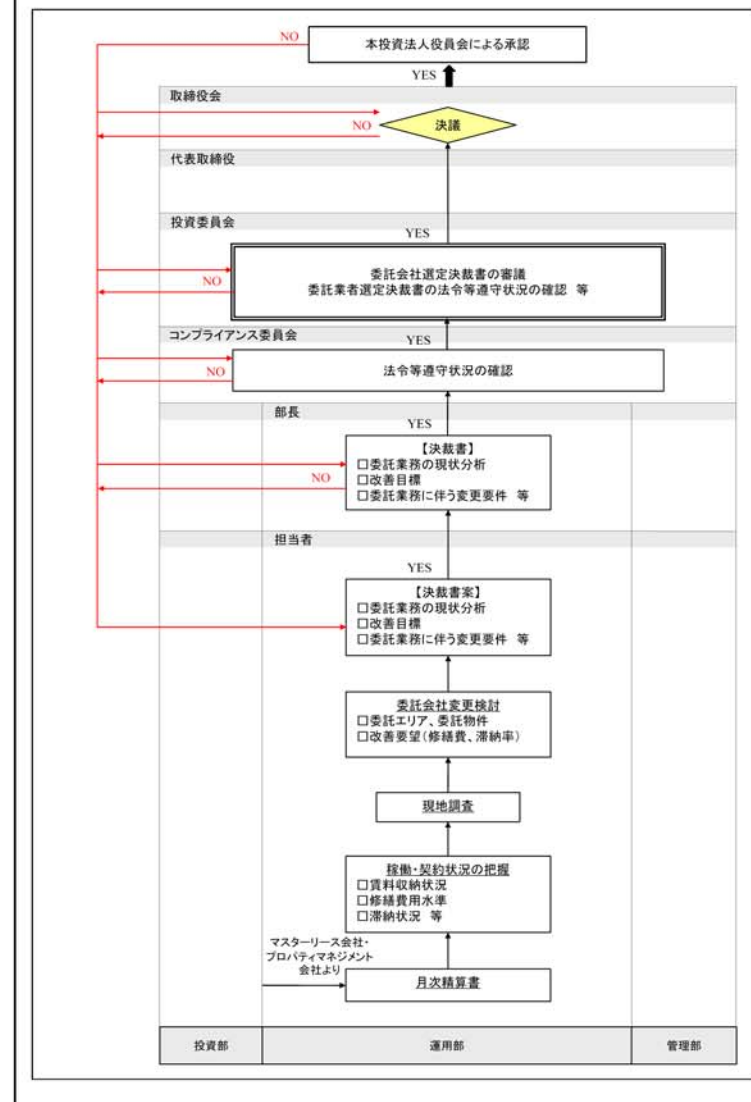 NO
本投資法人役員会による承認
YES
取締役会
NO
決議
代表取締役
投資委員会
YES
委託会社選定決裁書の審議
委託業者選定決裁書の法令等遵守状況の確認 等
NO
コンプライアンス委員会
YES
法令等遵守状況の確認
NO
部長
YES
【決裁書】
□委託業務の現状分析
□改善目標
□委託業務に伴う変更要件 等
NO
担当者
YES
【決裁書案】
□委託業務の現状分析
□改善目標
□委託業務に伴う変更要件 等
委託会社変更検討
□委託エリア、委託物件
□改善要望(修繕費、滞納率)
現地調査
稼働・契約状況の把握
□賃料収納状況
□修繕費用水準
□滞納状況 等
マスターリース会社・
プロパティマネジメント
会社より
月次精算書
投資部
運用部
管理部